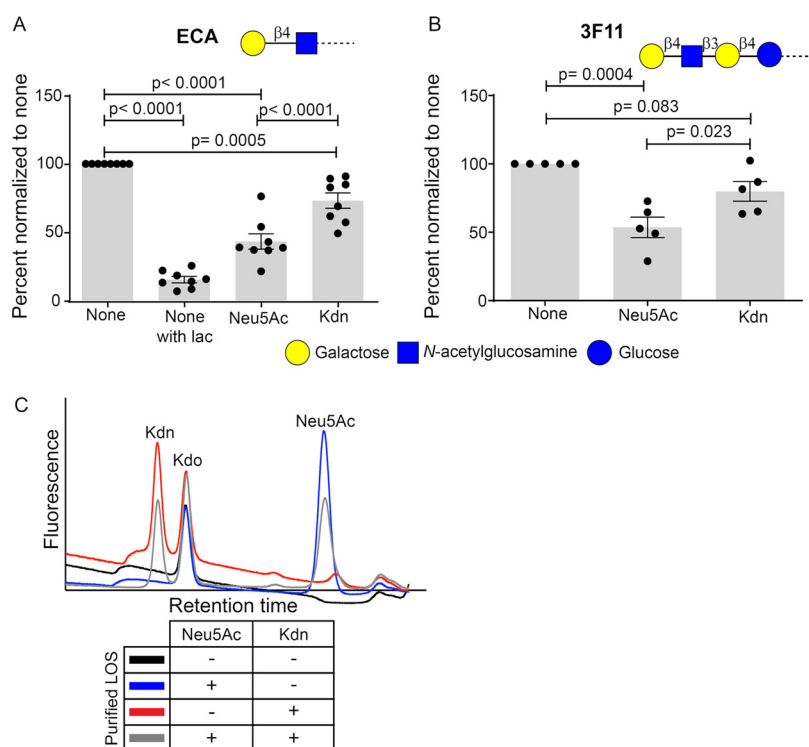 A
ECA
β4
Percent normalized to none
150
100
50
0
p< 0.0001
p< 0.0001
p< 0.0001
p= 0.0005
None
None with lac
Neu5Ac
Kdn
B
3F11
β4
β3
β4
Percent normalized to none
150
100
50
0
p= 0.0004
p= 0.083
p= 0.023
None
Neu5Ac
Kdn
Galactose
N-acetylglucosamine
Glucose
C
Fluorescence
Kdn
Kdo
Neu5Ac
Retention time
Purified LOS
Neu5Ac Kdn
- -
+ -
- +
+ +